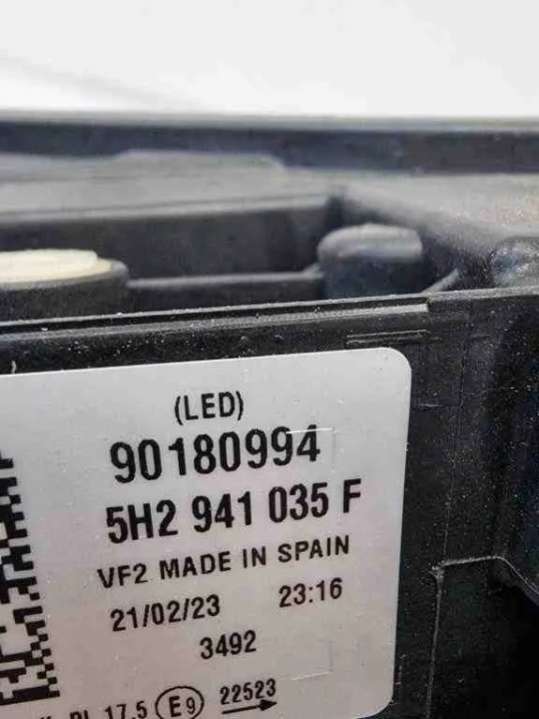 (LED)
90180994
5H2 941 035 F
VF2 MADE IN SPAIN
21/02/23 23:16
3492
PL 17.5 E9 22523